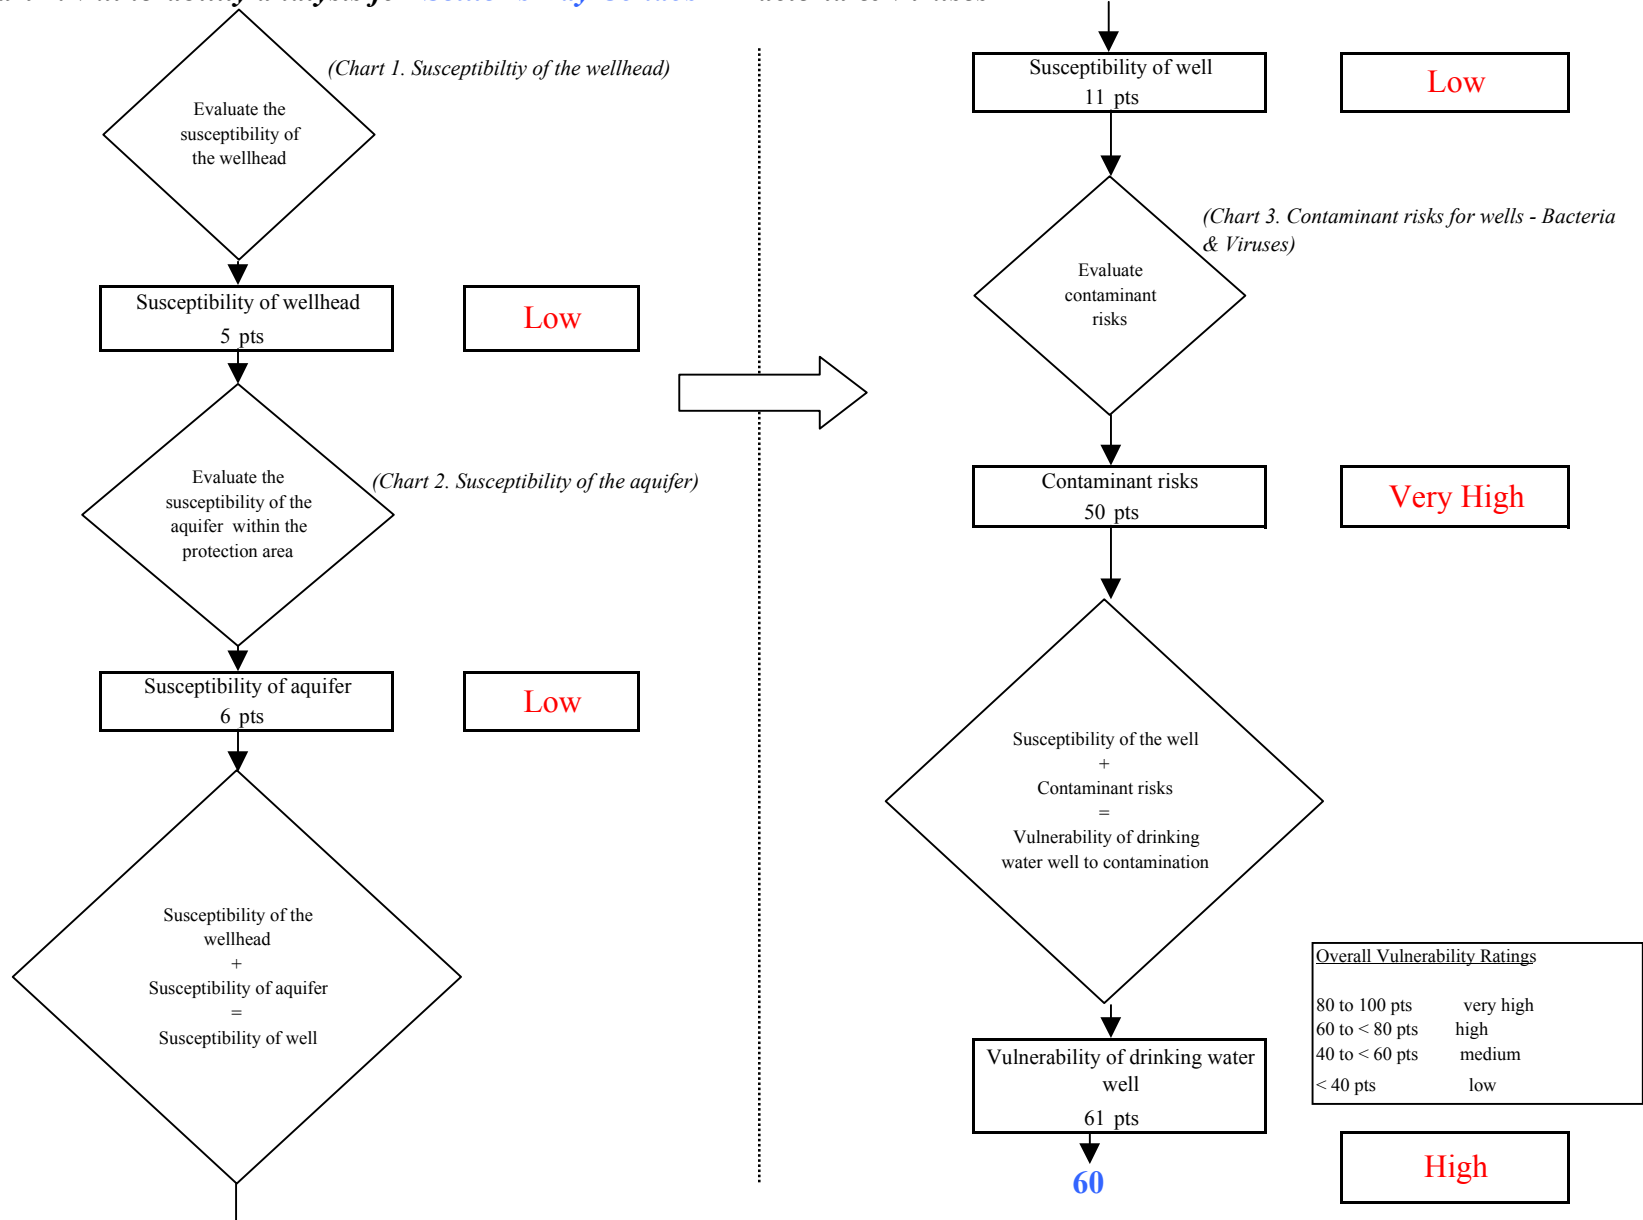 (Chart 1. Susceptibiltiy of the wellhead)
Evaluate the
susceptibility of
the wellhead
Susceptibility of wellhead
5 pts
Low
Evaluate the
susceptibility of the
aquifer within the
protection area
(Chart 2. Susceptibility of the aquifer)
Susceptibility of aquifer
6 pts
Low
Susceptibility of the
wellhead
+
Susceptibility of aquifer
=
Susceptibility of well
Susceptibility of well
11 pts
Low
(Chart 3. Contaminant risks for wells - Bacteria
& Viruses)
Evaluate
contaminant
risks
Contaminant risks
50 pts
Very High
Susceptibility of the well
+
Contaminant risks
=
Vulnerability of drinking
water well to contamination
Overall Vulnerability Ratings
80 to 100 pts very high
60 to < 80 pts high
40 to < 60 pts medium
< 40 pts low
Vulnerability of drinking water
well
61 pts
60
High